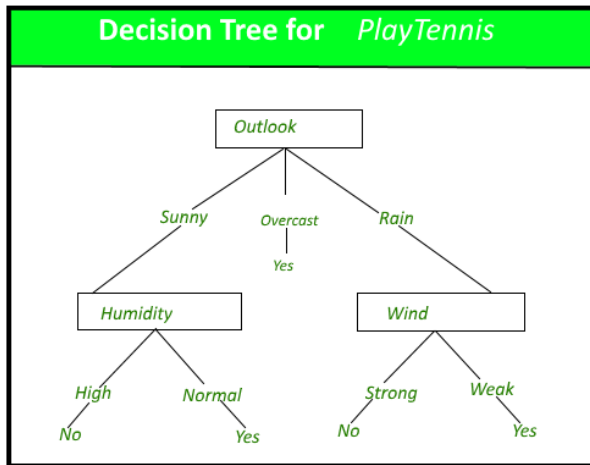 Decision Tree for PlayTennis
Outlook
Sunny Overcast Rain
Yes
Humidity Wind
High Normal Strong Weak
No Yes No Yes